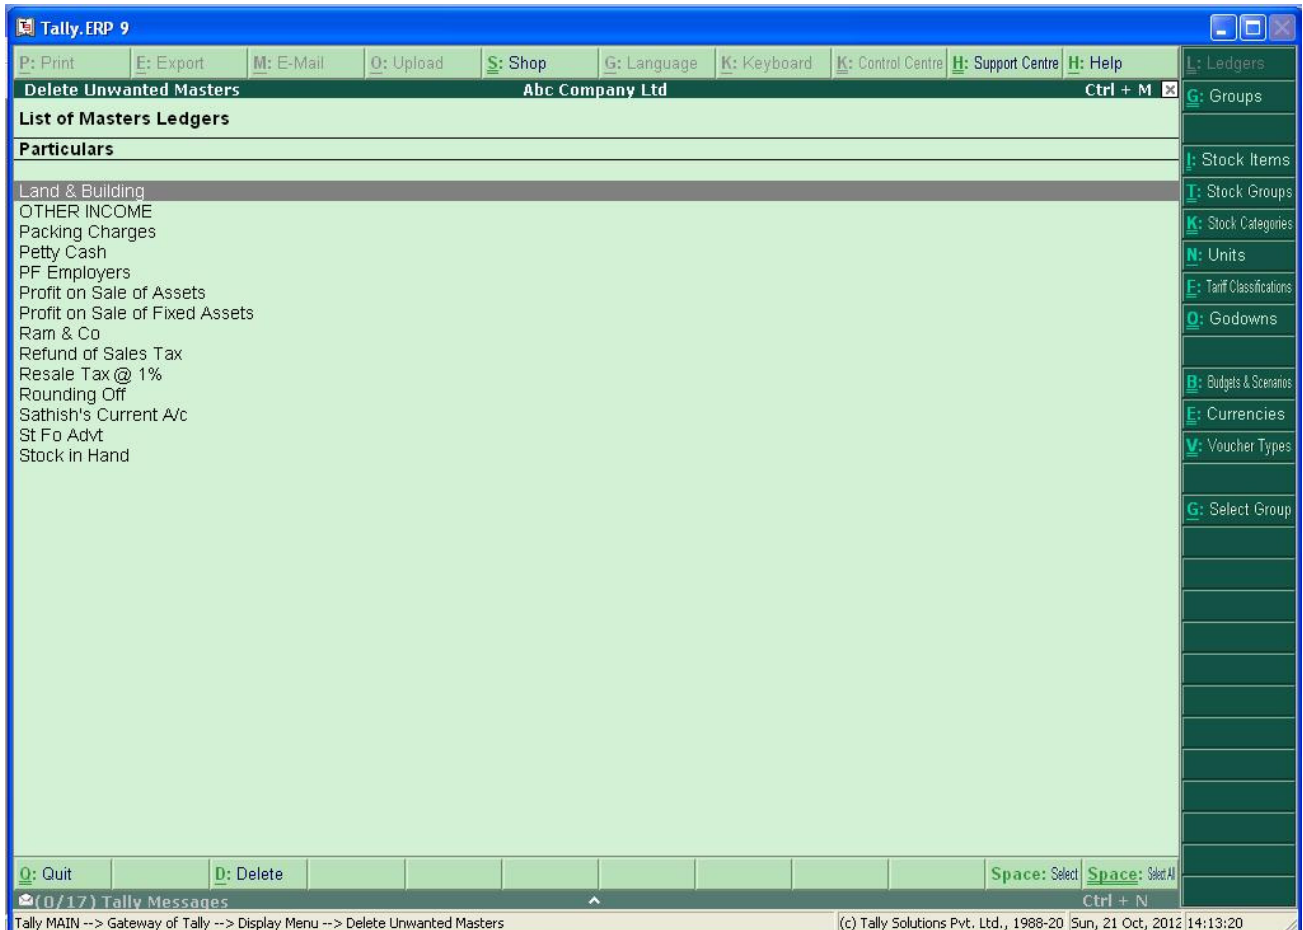 Tally.ERP 9
P: Print E: Export M: E-Mail O: Upload S: Shop G: Language K: Keyboard K: Control Centre H: Support Centre H: Help
Delete Unwanted Masters Abc Company Ltd Ctrl + M
List of Masters Ledgers
Particulars
Land & Building
OTHER INCOME
Packing Charges
Petty Cash
PF Employers
Profit on Sale of Assets
Profit on Sale of Fixed Assets
Ram & Co
Refund of Sales Tax
Resale Tax @ 1%
Rounding Off
Sathish's Current A/c
St Fo Advt
Stock in Hand
L: Ledgers
G: Groups
I: Stock Items
T: Stock Groups
K: Stock Categories
N: Units
F: Tariff Classifications
O: Godowns
B: Budgets & Scenarios
E: Currencies
V: Voucher Types
G: Select Group
Q: Quit D: Delete Space: Select Space: Select All
(0/17) Tally Messages Ctrl + N
Tally MAIN --> Gateway of Tally --> Display Menu --> Delete Unwanted Masters (c) Tally Solutions Pvt. Ltd., 1988-20 Sun, 21 Oct, 2012 14:13:20